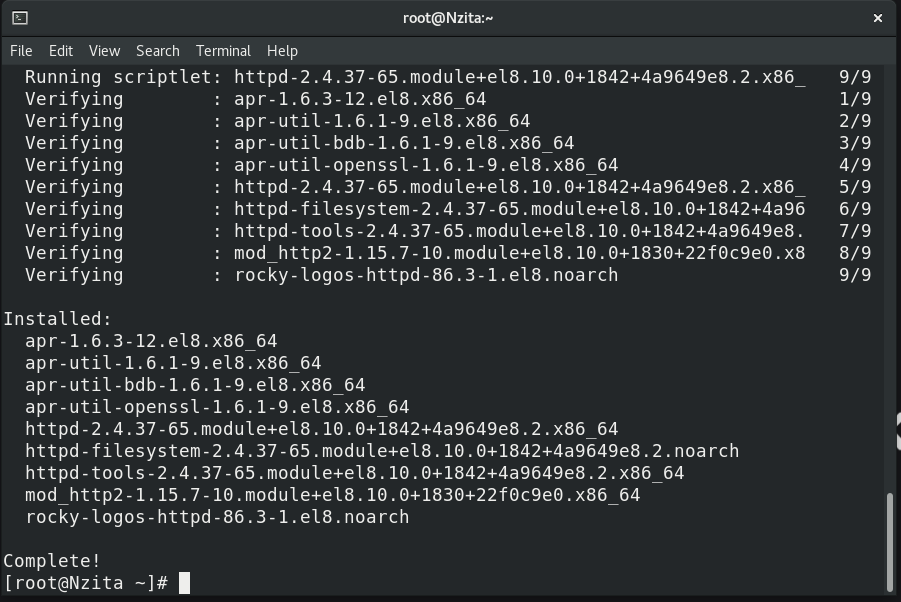 root@Nzita:~
File Edit View Search Terminal Help
Running scriptlet: httpd-2.4.37-65.module+el8.10.0+1842+4a9649e8.2.x86_ 9/9
Verifying : apr-1.6.3-12.el8.x86_64 1/9
Verifying : apr-util-1.6.1-9.el8.x86_64 2/9
Verifying : apr-util-bdb-1.6.1-9.el8.x86_64 3/9
Verifying : apr-util-openssl-1.6.1-9.el8.x86_64 4/9
Verifying : httpd-2.4.37-65.module+el8.10.0+1842+4a9649e8.2.x86_ 5/9
Verifying : httpd-filesystem-2.4.37-65.module+el8.10.0+1842+4a96 6/9
Verifying : httpd-tools-2.4.37-65.module+el8.10.0+1842+4a9649e8. 7/9
Verifying : mod_http2-1.15.7-10.module+el8.10.0+1830+22f0c9e0.x8 8/9
Verifying : rocky-logos-httpd-86.3-1.el8.noarch 9/9
Installed:
apr-1.6.3-12.el8.x86_64
apr-util-1.6.1-9.el8.x86_64
apr-util-bdb-1.6.1-9.el8.x86_64
apr-util-openssl-1.6.1-9.el8.x86_64
httpd-2.4.37-65.module+el8.10.0+1842+4a9649e8.2.x86_64
httpd-filesystem-2.4.37-65.module+el8.10.0+1842+4a9649e8.2.noarch
httpd-tools-2.4.37-65.module+el8.10.0+1842+4a9649e8.2.x86_64
mod_http2-1.15.7-10.module+el8.10.0+1830+22f0c9e0.x86_64
rocky-logos-httpd-86.3-1.el8.noarch
Complete!
[root@Nzita ~]#